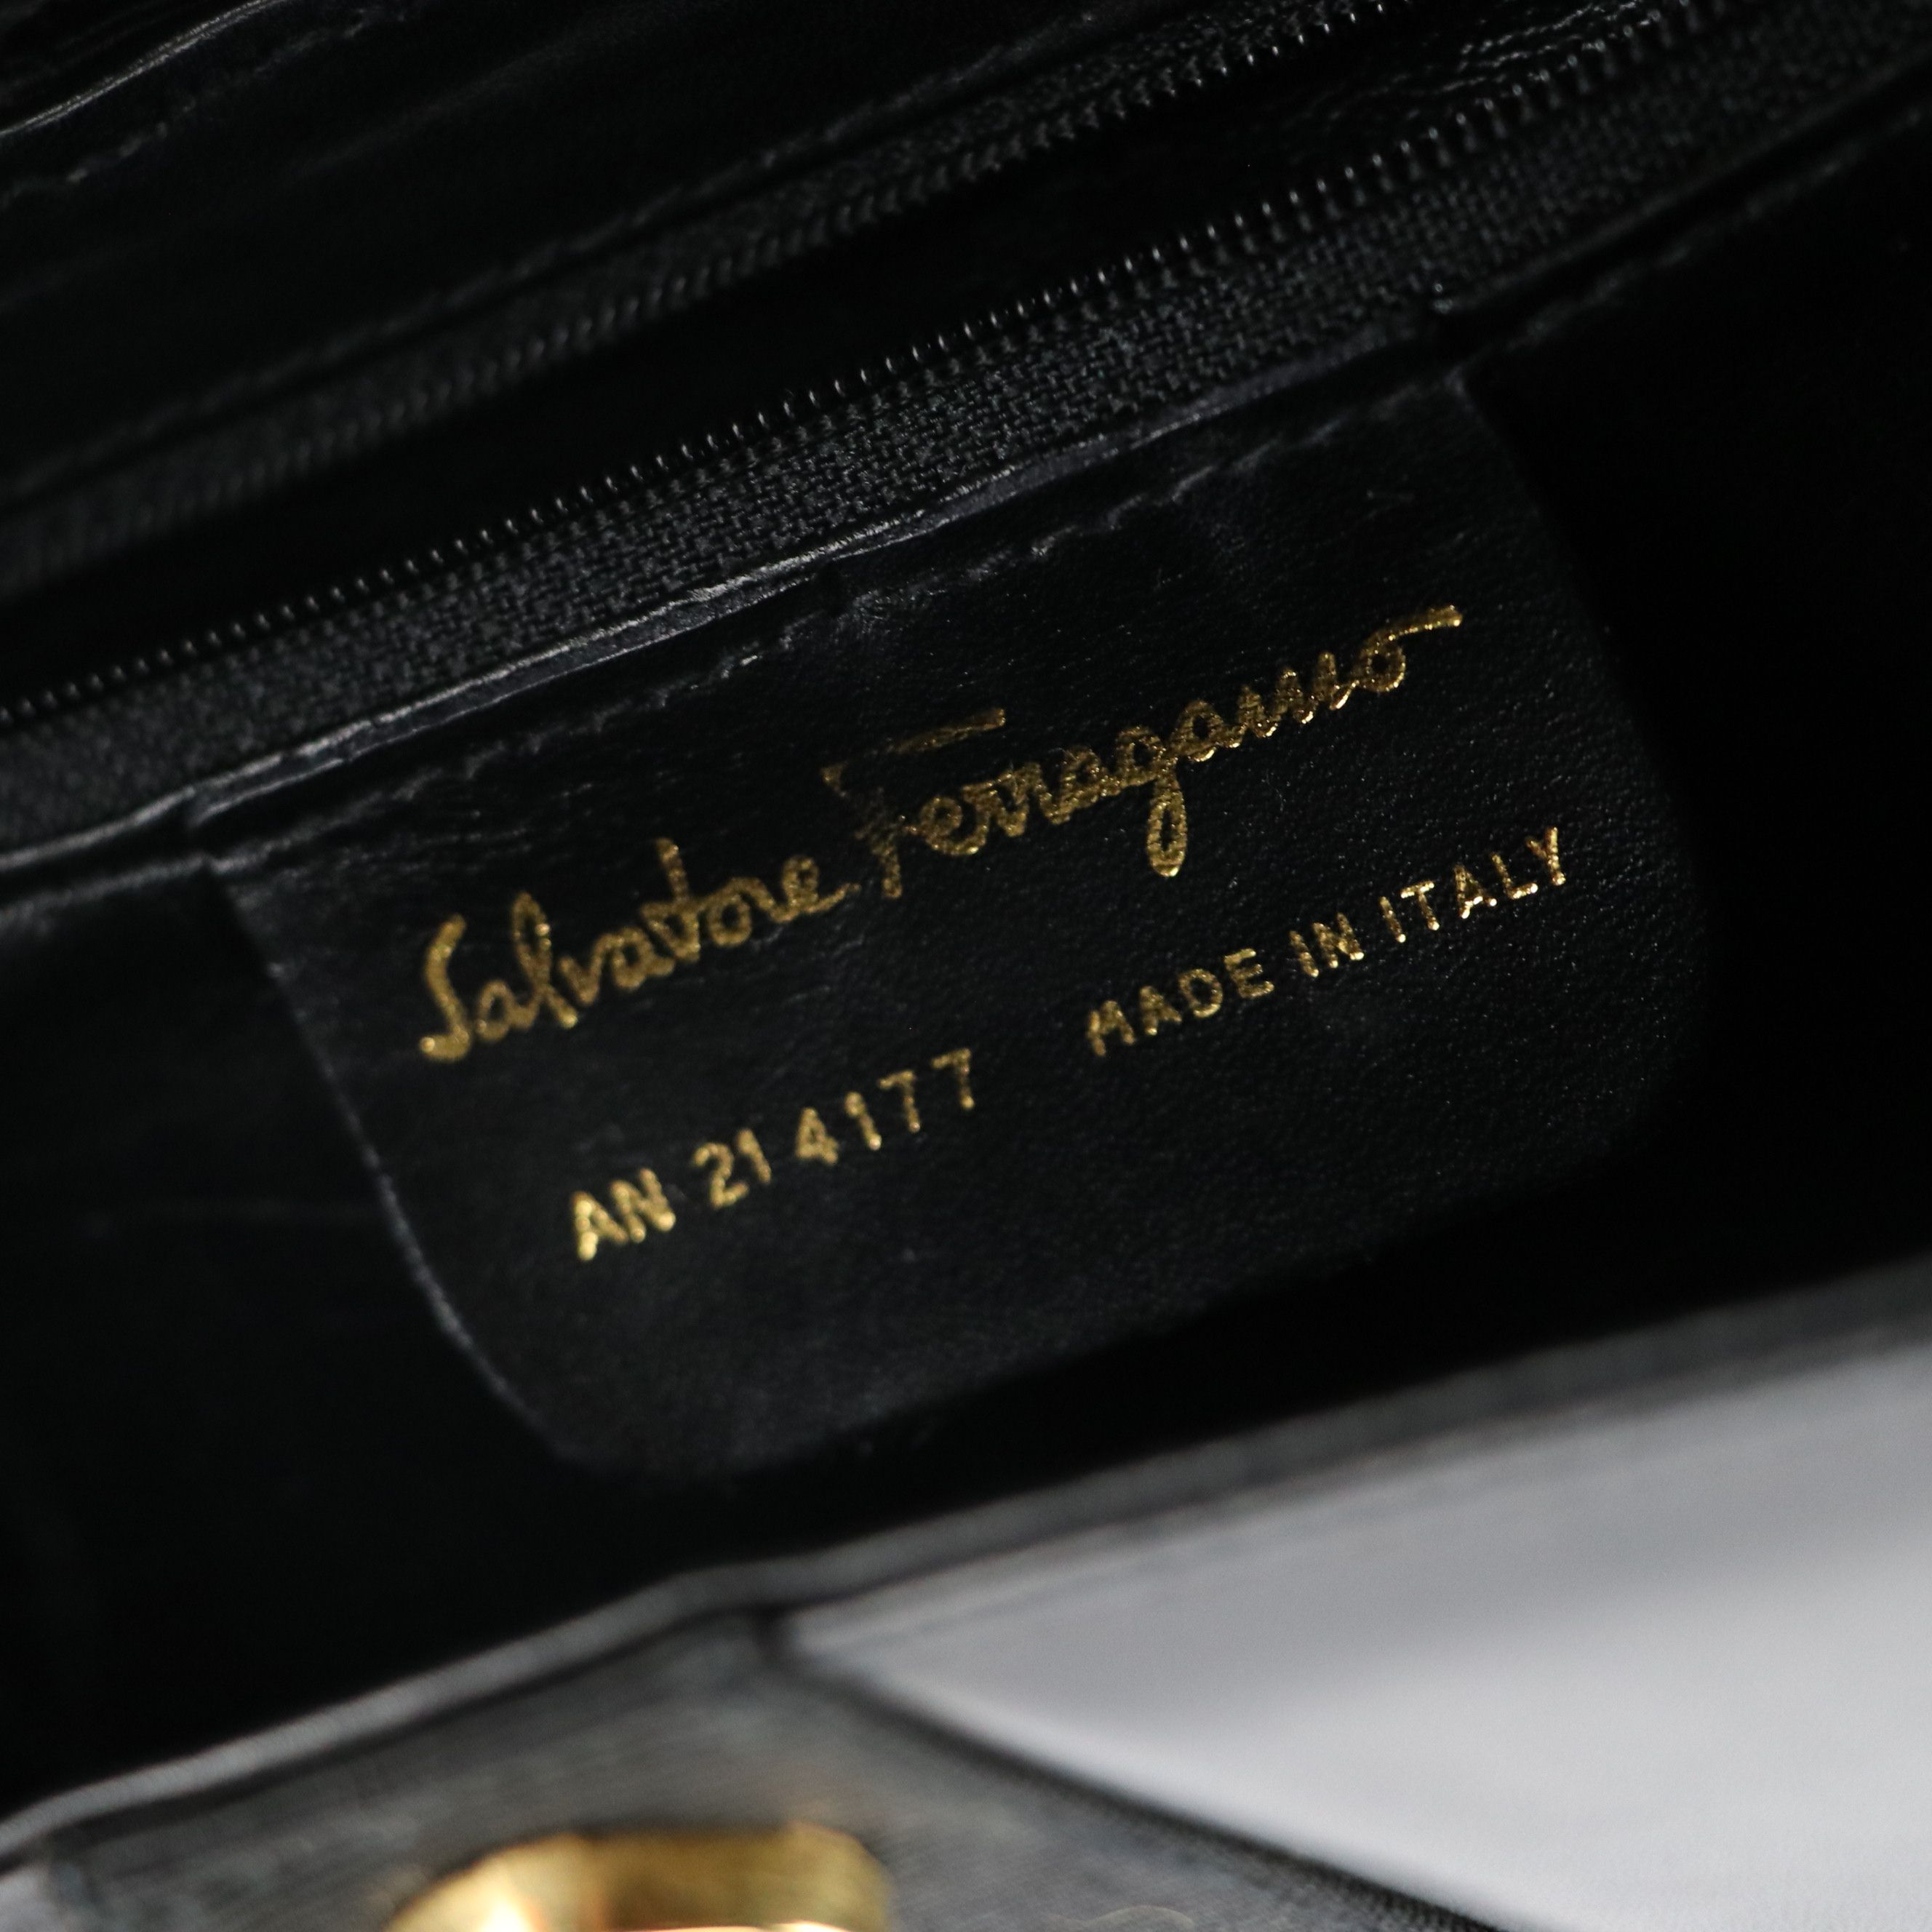 Salvatore Ferragamo
AN 21 4177 MADE IN ITALY